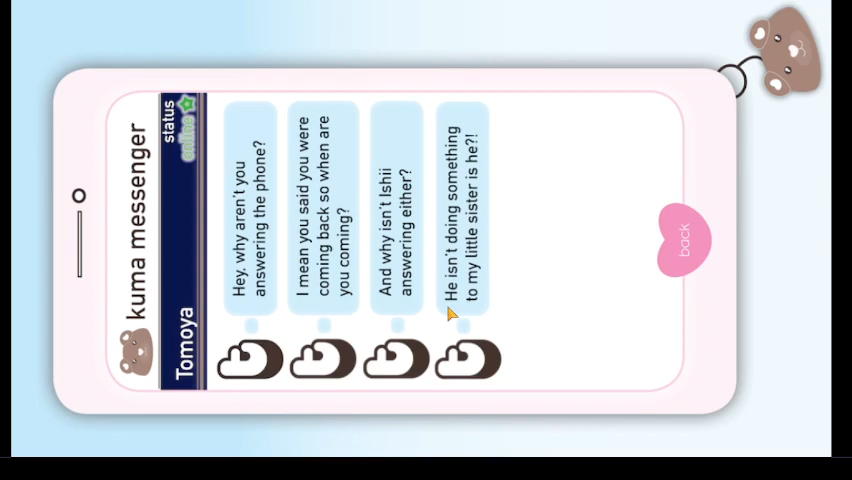 kuma messenger
Tomoya
status
online
Hey, why aren't you
answering the phone?
I mean you said you were
coming back so when are
you coming?
And why isn't Ishii
answering either?
He isn't doing something
to my little sister is he?!
back